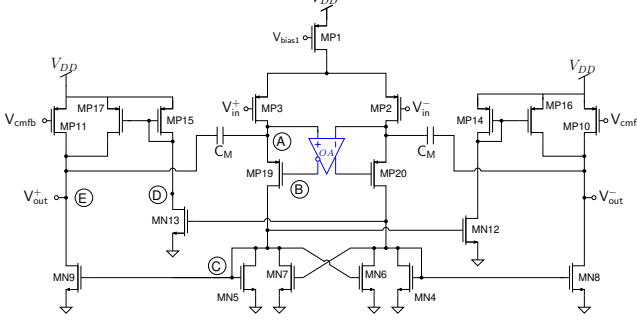 V_DD
V_bias1
MP1
V_DD
V_DD
MP17
MP15
MP3
MP2
MP14
MP16
V_cmfb
MP11
V_in^+
V_in^-
MP10
V_cmf
A
+
-
OA
C_M
C_M
MP19
B
MP20
V_out^+
E
D
V_out^-
MN13
MN12
C
MN9
MN5
MN7
MN6
MN4
MN8